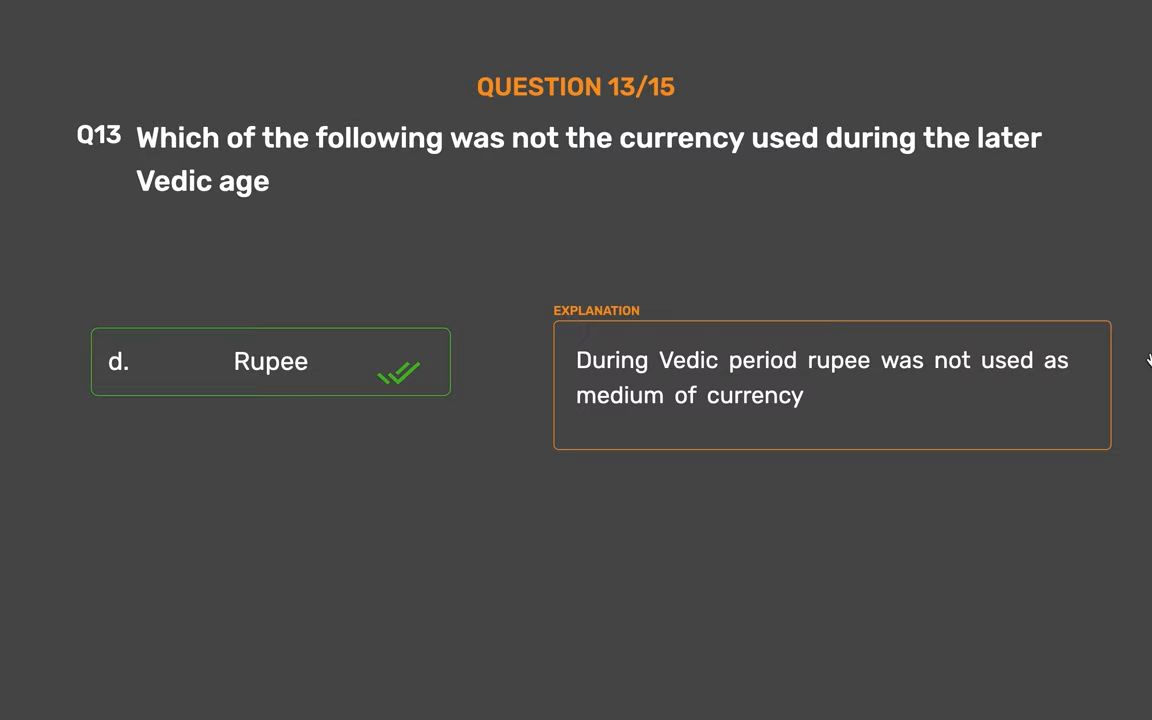 QUESTION 13/15
Q13 Which of the following was not the currency used during the later
Vedic age
EXPLANATION
d. Rupee
During Vedic period rupee was not used as
medium of currency